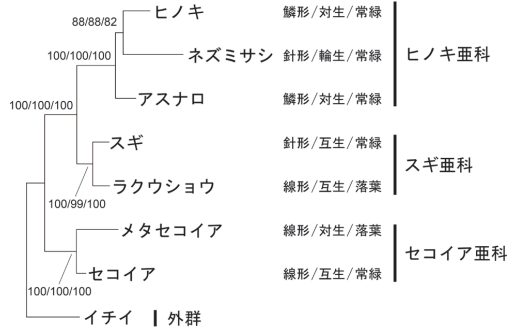 88/88/82
ヒノキ 鱗形/対生/常緑
100/100/100
ネズミサシ 針形/輪生/常緑 ヒノキ亜科
アスナロ 鱗形/対生/常緑
100/100/100
スギ 針形/互生/常緑
スギ亜科
ラクウショウ 線形/互生/落葉
100/99/100
メタセコイア 線形/対生/落葉
セコイア亜科
セコイア 線形/互生/常緑
100/100/100
イチイ 外群